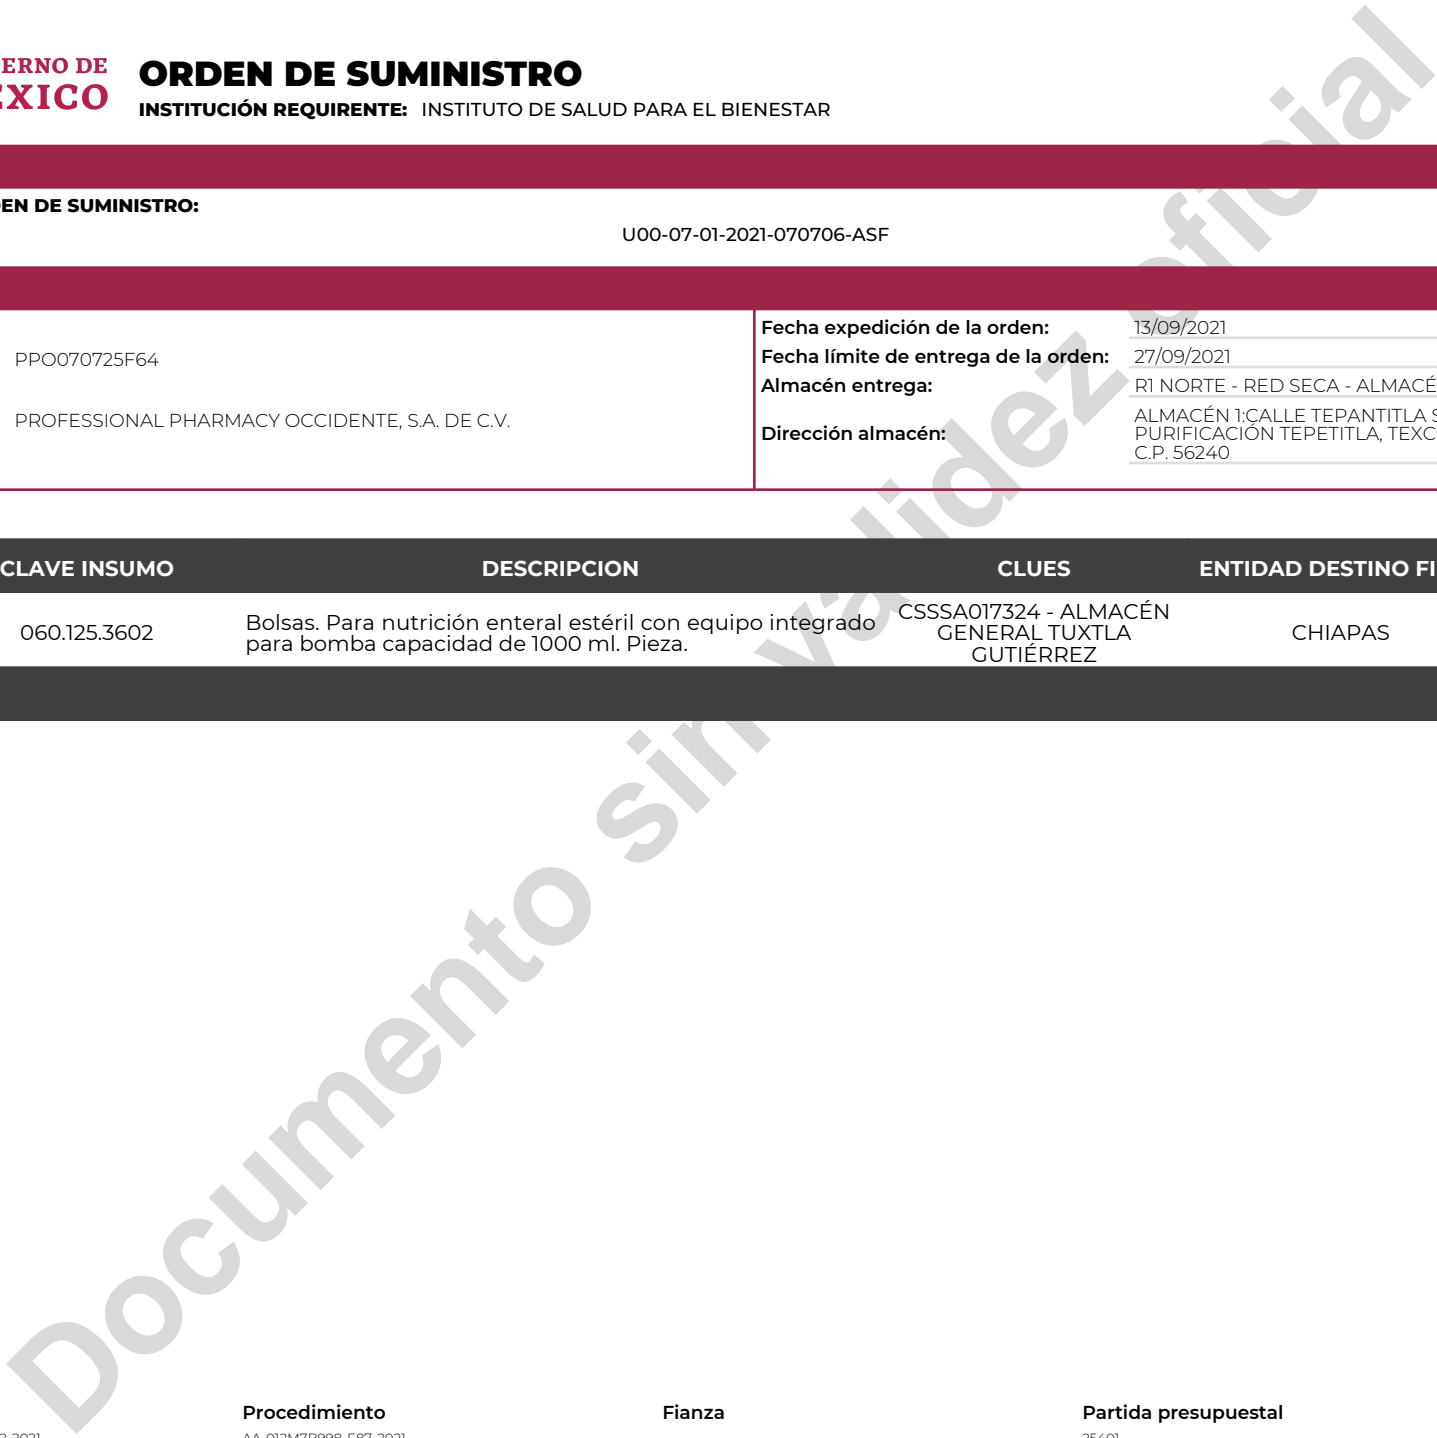 ERNO DE
ORDEN DE SUMINISTRO
EXICO
INSTITUCIÓN REQUIRENTE: INSTITUTO DE SALUD PARA EL BIENESTAR
EN DE SUMINISTRO:
U00-07-01-2021-070706-ASF
PPO070725F64
PROFESSIONAL PHARMACY OCCIDENTE, S.A. DE C.V.
Fecha expedición de la orden: 13/09/2021
Fecha límite de entrega de la orden: 27/09/2021
Almacén entrega: R1 NORTE - RED SECA - ALMACÉ
Dirección almacén: ALMACÉN 1:CALLE TEPANTITLA S
PURIFICACIÓN TEPETITLA, TEXC
C.P. 56240
CLAVE INSUMO DESCRIPCION CLUES ENTIDAD DESTINO FI
060.125.3602
Bolsas. Para nutrición enteral estéril con equipo integrado
para bomba capacidad de 1000 ml. Pieza.
CSSSA017324 - ALMACÉN
GENERAL TUXTLA
GUTIÉRREZ
CHIAPAS
Documento sin validez oficial
Procedimiento Fianza Partida presupuestal